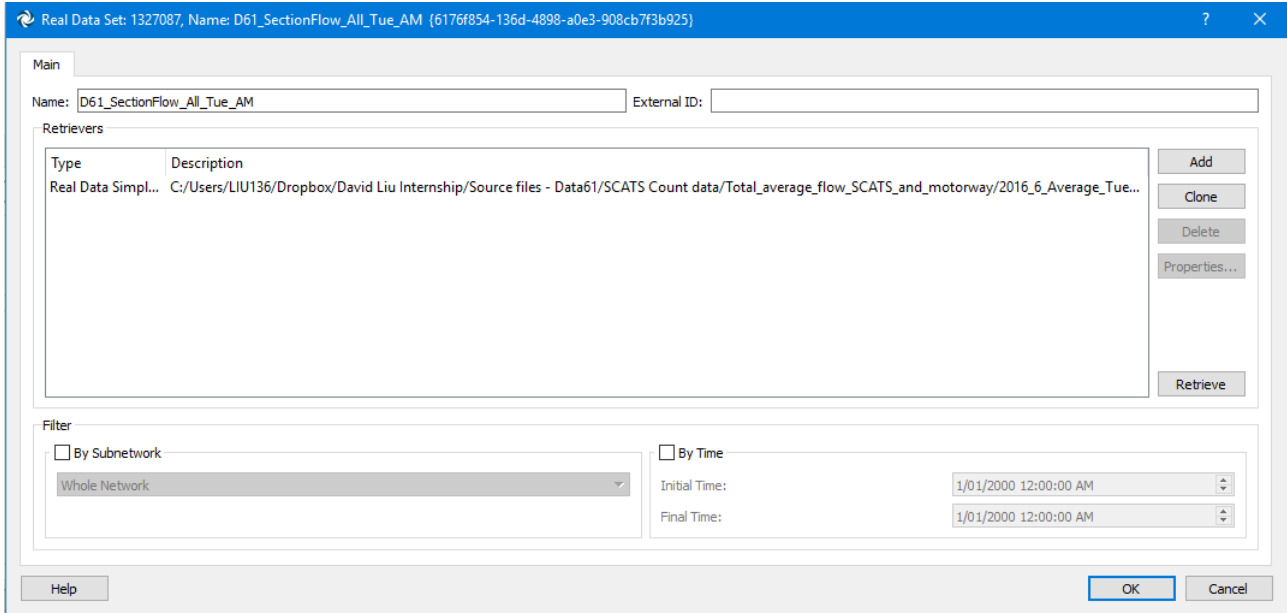 Real Data Set: 1327087, Name: D61_SectionFlow_All_Tue_AM {6176f854-136d-4898-a0e3-908cb7f3b925} ?
Main
Name: D61_SectionFlow_All_Tue_AM External ID:
Retrievers
Type Description
Real Data Simpl... C:/Users/LIU136/Dropbox/David Liu Internship/Source files - Data61/SCATS Count data/Total_average_flow_SCATS_and_motorway/2016_6_Average_Tue...
Add
Clone
Delete
Properties...
Retrieve
Filter
By Subnetwork
Whole Network
By Time
Initial Time: 1/01/2000 12:00:00 AM
Final Time: 1/01/2000 12:00:00 AM
Help OK Cancel